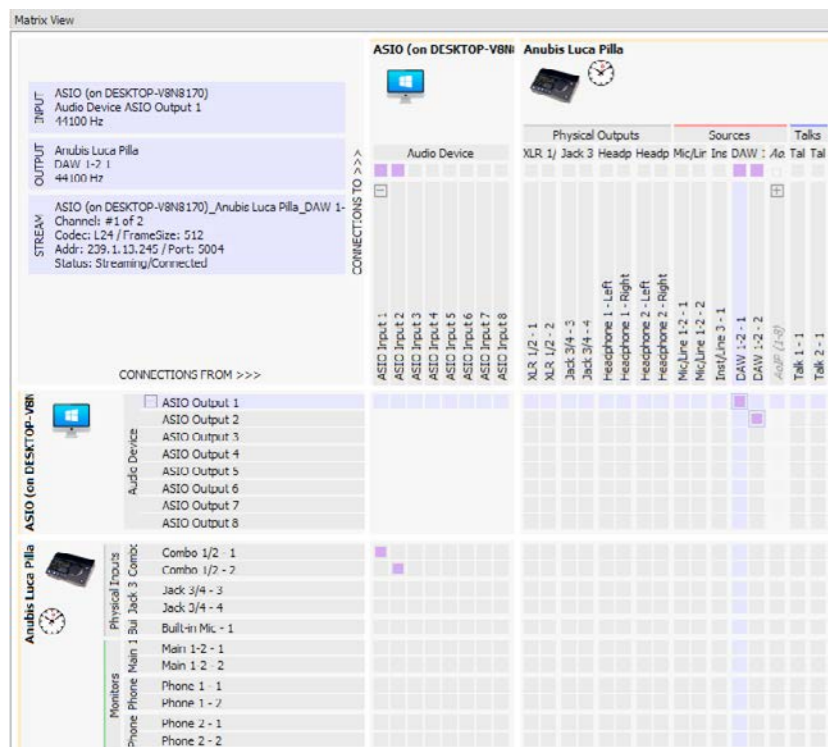 Matrix View
ASIO (on DESKTOP-V8N
Anubis Luca Pilla
INPUT
ASIO (on DESKTOP-V8N8170)
Audio Device ASIO Output 1
44100 Hz
OUTPUT
Anubis Luca Pilla
DAW 1-2 1
44100 Hz
STREAM
ASIO (on DESKTOP-V8N8170)_Anubis Luca Pilla_DAW 1-
Channel: #1 of 2
Codec: L24 / FrameSize: 512
Addr: 239.1.13.245 / Port: 5004
Status: Streaming/Connected
CONNECTIONS TO >>>
CONNECTIONS FROM >>>
Audio Device
Physical Outputs
Sources
Talks
XLR 1/ Jack 3 Headp Headp Mic/Lir Ins DAW : Ao. Tal Tal
ASIO Input 1
ASIO Input 2
ASIO Input 3
ASIO Input 4
ASIO Input 5
ASIO Input 6
ASIO Input 7
ASIO Input 8
XLR 1/2 - 1
XLR 1/2 - 2
Jack 3/4 - 3
Jack 3/4 - 4
Headphone 1 - Left
Headphone 1 - Right
Headphone 2 - Left
Headphone 2 - Right
Mic/Line 1-2 - 1
Mic/Line 1-2 - 2
Inst/Line 3 - 1
DAW 1-2 - 1
DAW 1-2 - 2
AoIP (1-8)
Talk 1 - 1
Talk 2 - 1
ASIO (on DESKTOP-V8N
Audio Device
ASIO Output 1
ASIO Output 2
ASIO Output 3
ASIO Output 4
ASIO Output 5
ASIO Output 6
ASIO Output 7
ASIO Output 8
Anubis Luca Pilla
Physical Inputs
Combo
Combo 1/2 - 1
Combo 1/2 - 2
Jack 3
Jack 3/4 - 3
Jack 3/4 - 4
Bui
Built-in Mic - 1
Monitors
Main 1
Main 1-2 - 1
Main 1-2 - 2
Phone
Phone 1 - 1
Phone 1 - 2
Phone
Phone 2 - 1
Phone 2 - 2